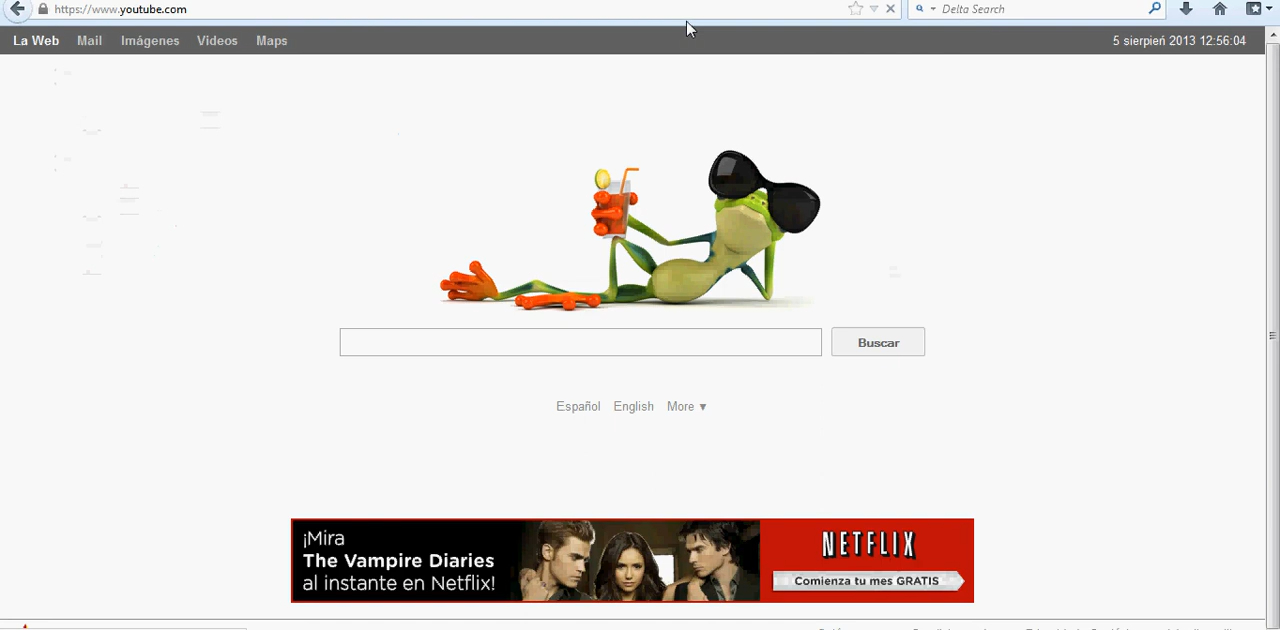 https://www.youtube.com
Delta Search
La Web Mail Imágenes Videos Maps
5 sierpień 2013 12:56:04
Buscar
Español English More ▼
¡Mira
The Vampire Diaries
al instante en Netflix!
NETFLIX
Comienza tu mes GRATIS